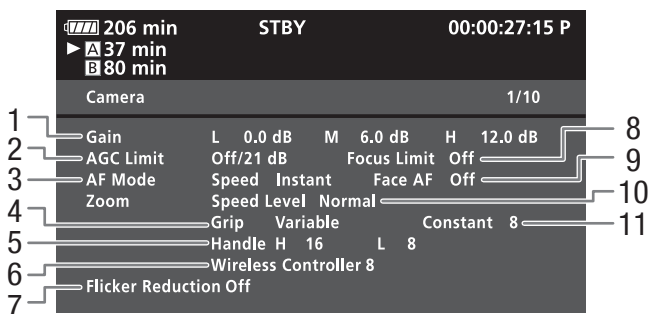 206 min STBY 00:00:27:15 P
A 37 min
B 80 min
Camera 1/10
1 Gain L 0.0 dB M 6.0 dB H 12.0 dB
2 AGC Limit Off/21 dB Focus Limit Off 8
3 AF Mode Speed Instant Face AF Off 9
Zoom Speed Level Normal 10
4 Grip Variable Constant 8 11
5 Handle H 16 L 8
6 Wireless Controller 8
7 Flicker Reduction Off